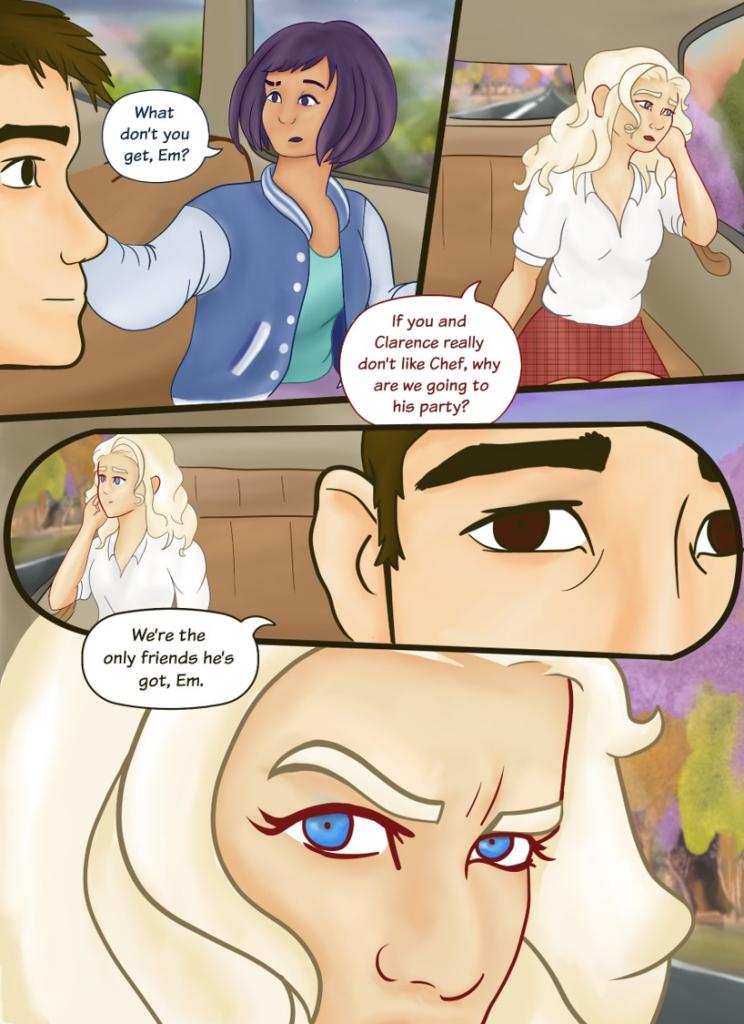 What
don't you
get, Em?
If you and
Clarence really
don't like Chef, why
are we going to
his party?
We're the
only friends he's
got, Em.